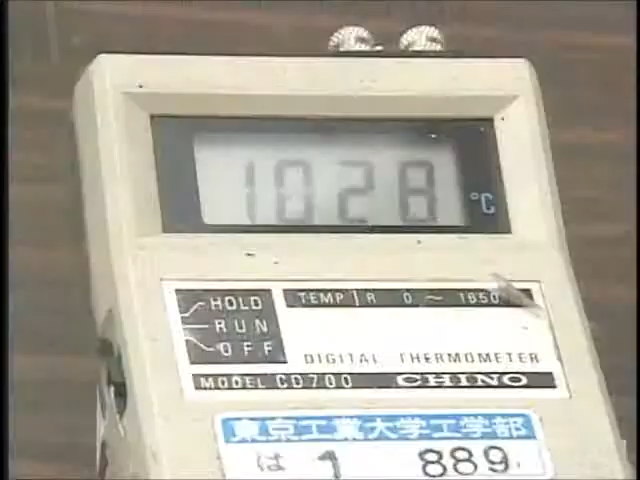 1028 °C
HOLD
RUN
OFF
TEMP R 0 ~ 1650
DIGITAL THERMOMETER
MODEL CD700 CHINO
東京工業大学工学部
は 1 889